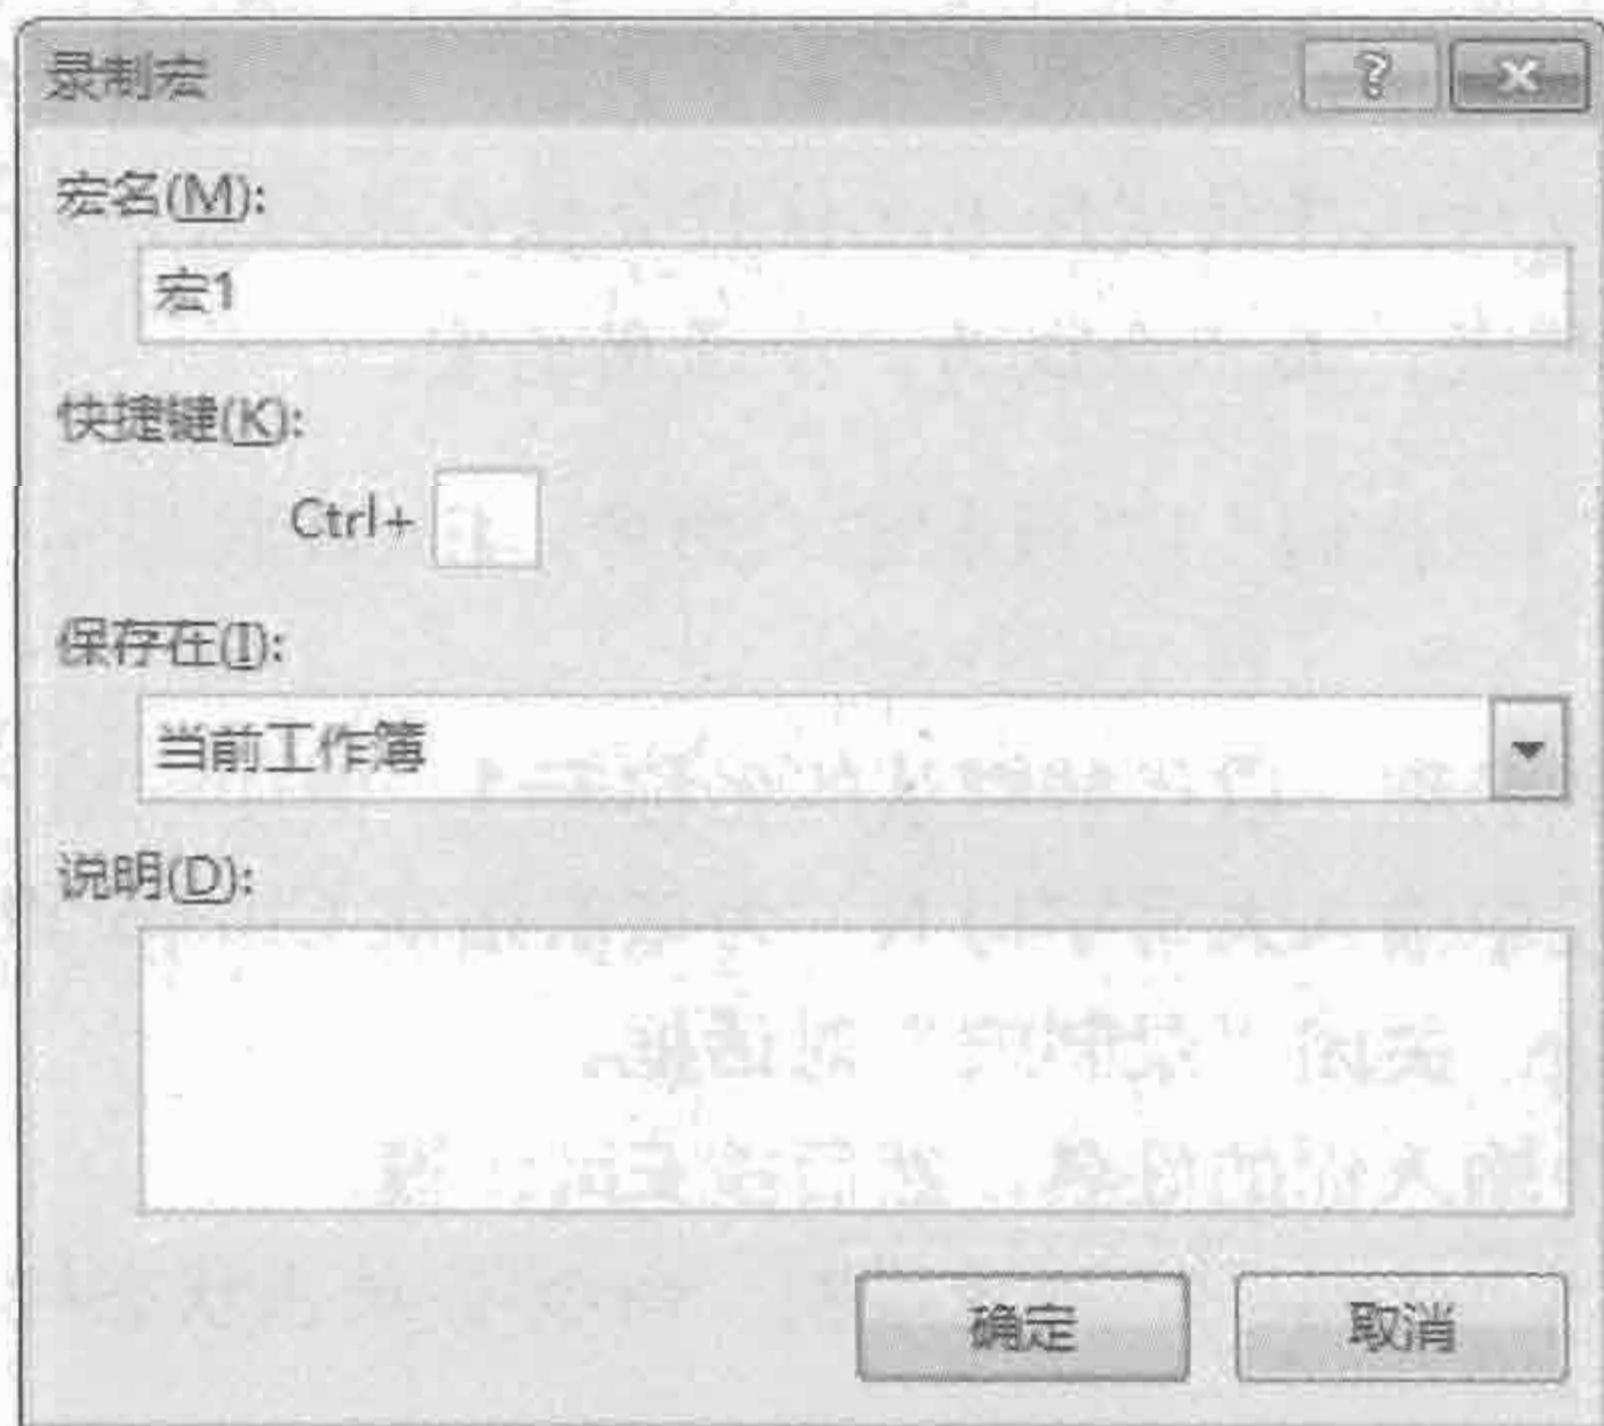 录制宏
宏名(M):
宏1
快捷键(K):
Ctrl+
保存在(I):
当前工作簿
说明(D):
确定
取消